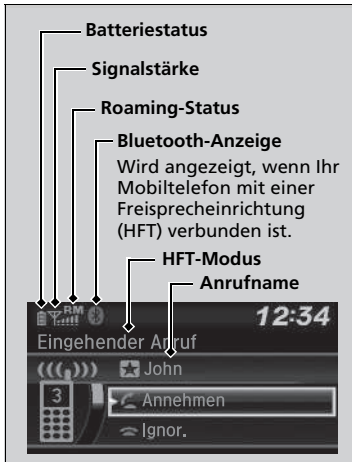 Batteriestatus
Signalstärke
Roaming-Status
Bluetooth-Anzeige
Wird angezeigt, wenn Ihr
Mobiltelefon mit einer
Freisprecheinrichtung
(HFT) verbunden ist.
HFT-Modus
Anrufname
RM 12:34
Eingehender Anruf
John
3 Annehmen
Ignor.